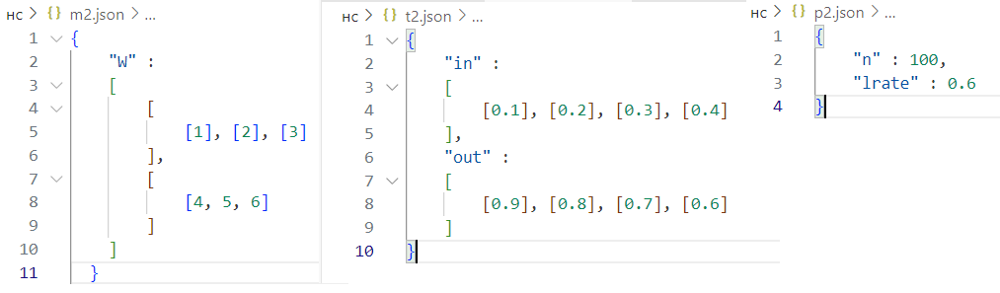 HC > {} m2.json > ...
1 {
2 "W" :
3 [
4 [
5 [1], [2], [3]
6 ],
7 [
8 [4, 5, 6]
9 ]
10 ]
11 }
HC > {} t2.json > ...
1 {
2 "in" :
3 [
4 [0.1], [0.2], [0.3], [0.4]
5 ],
6 "out" :
7 [
8 [0.9], [0.8], [0.7], [0.6]
9 ]
10 }
HC > {} p2.json > ...
1 {
2 "n" : 100,
3 "lrate" : 0.6
4 }